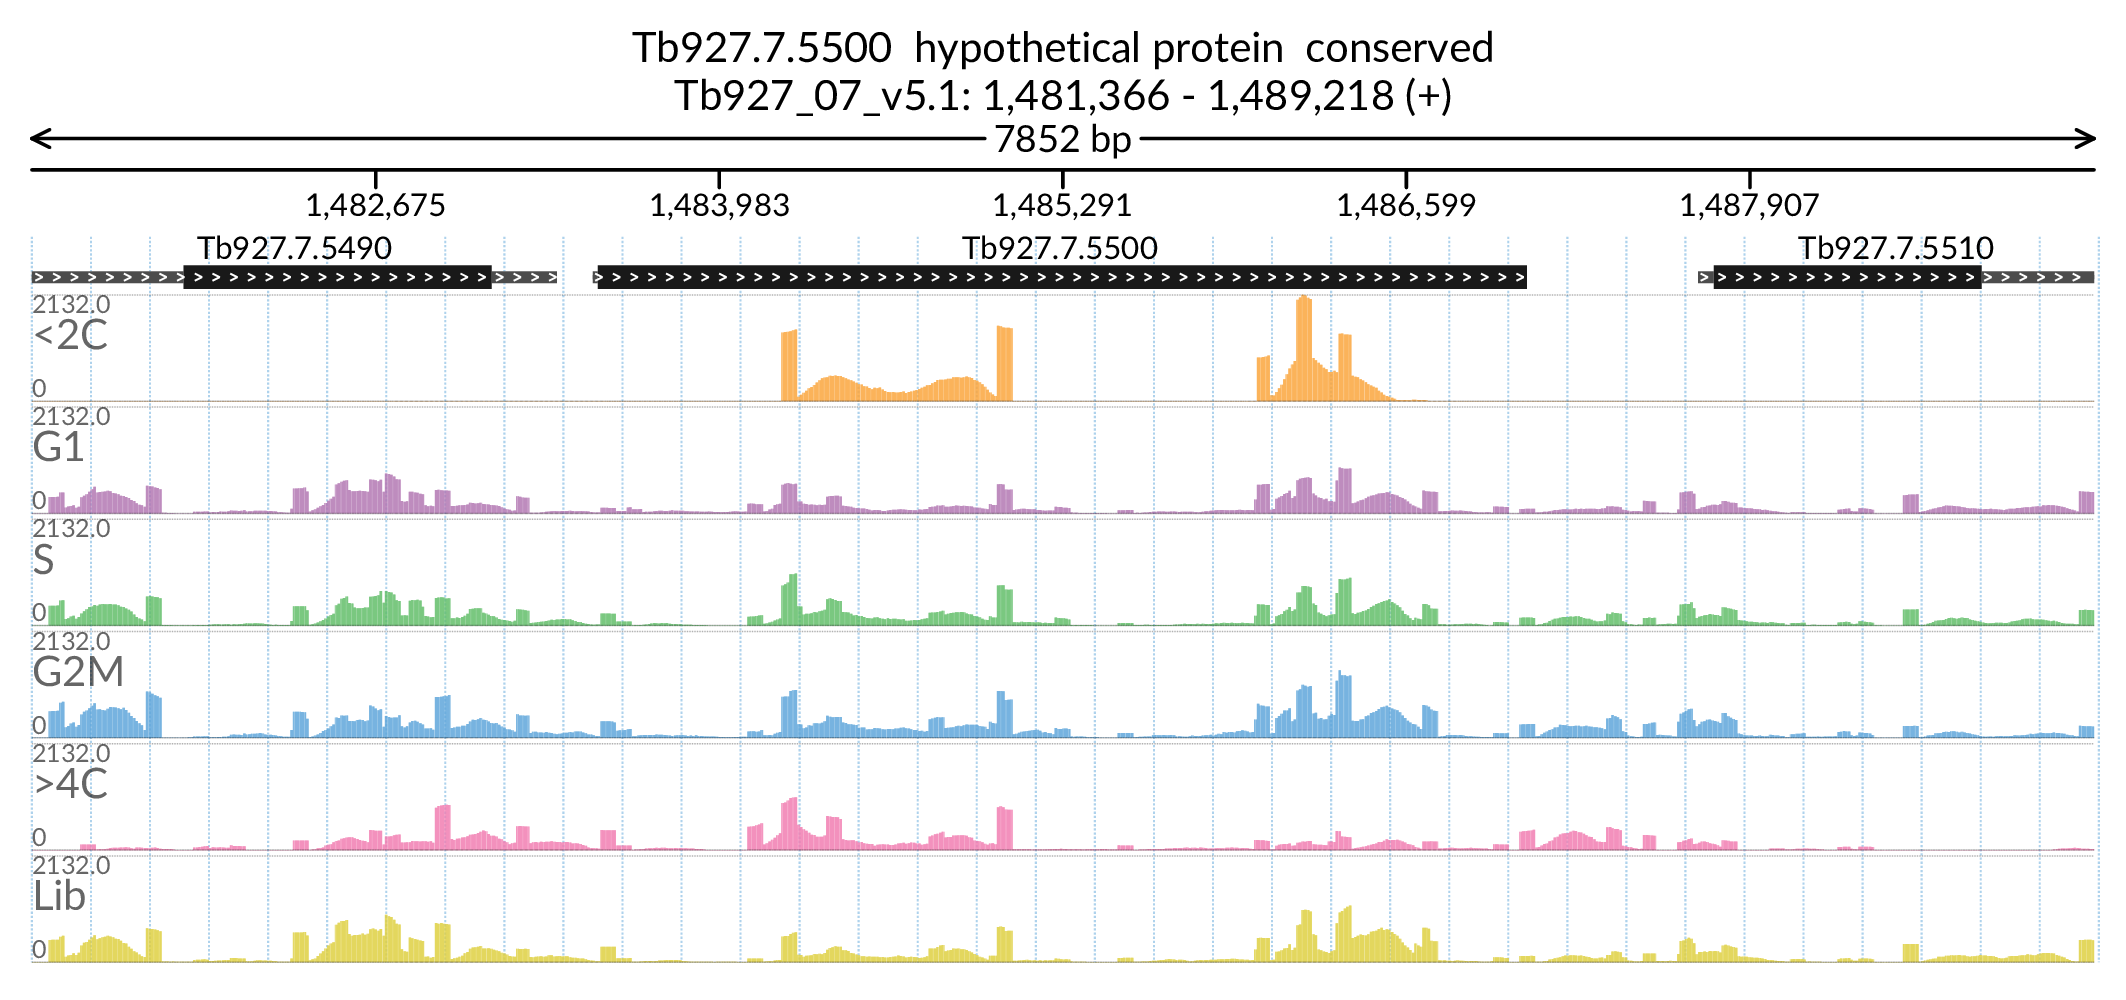 Tb927.7.5500  hypothetical protein  conserved
Tb927_07_v5.1: 1,481,366 - 1,489,218 (+)
7852 bp
1,482,675 1,483,983 1,485,291 1,486,599 1,487,907
Tb927.7.5490 Tb927.7.5500 Tb927.7.5510
2132.0
<2C
0
2132.0
G1
0
2132.0
S
0
2132.0
G2M
0
2132.0
>4C
0
2132.0
Lib
0